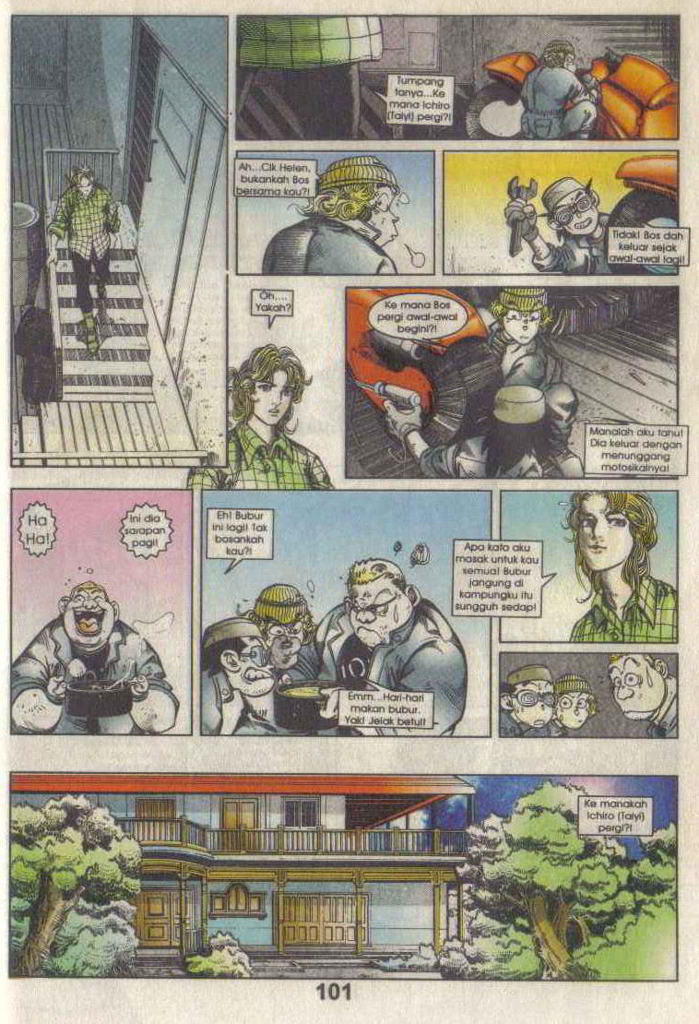 Tumpang
tanya...Ke
mana Ichiro
(Taiyi) pergi?!
Ah...Cik Helen,
bukankah Bos
bersama kau?!
Tidak! Bos dah
keluar sejak
awal-awal lagi!
Oh....
Yakah?
Ke mana Bos
pergi awal-awal
begini?!
Manalah aku tahu!
Dia keluar dengan
menunggang
motosikalnya!
Ha
Ha!
Ini dia
sarapan
pagi!
Eh! Bubur
ini lagi! Tak
bosankah
kau?!
Emm...Hari-hari
makan bubur.
Yak! Jelak betul!
Apa kata aku
masak untuk kau
semua! Bubur
jangung di
kampungku itu
sungguh sedap!
Ke manakah
Ichiro (Taiyi)
pergi?!
101